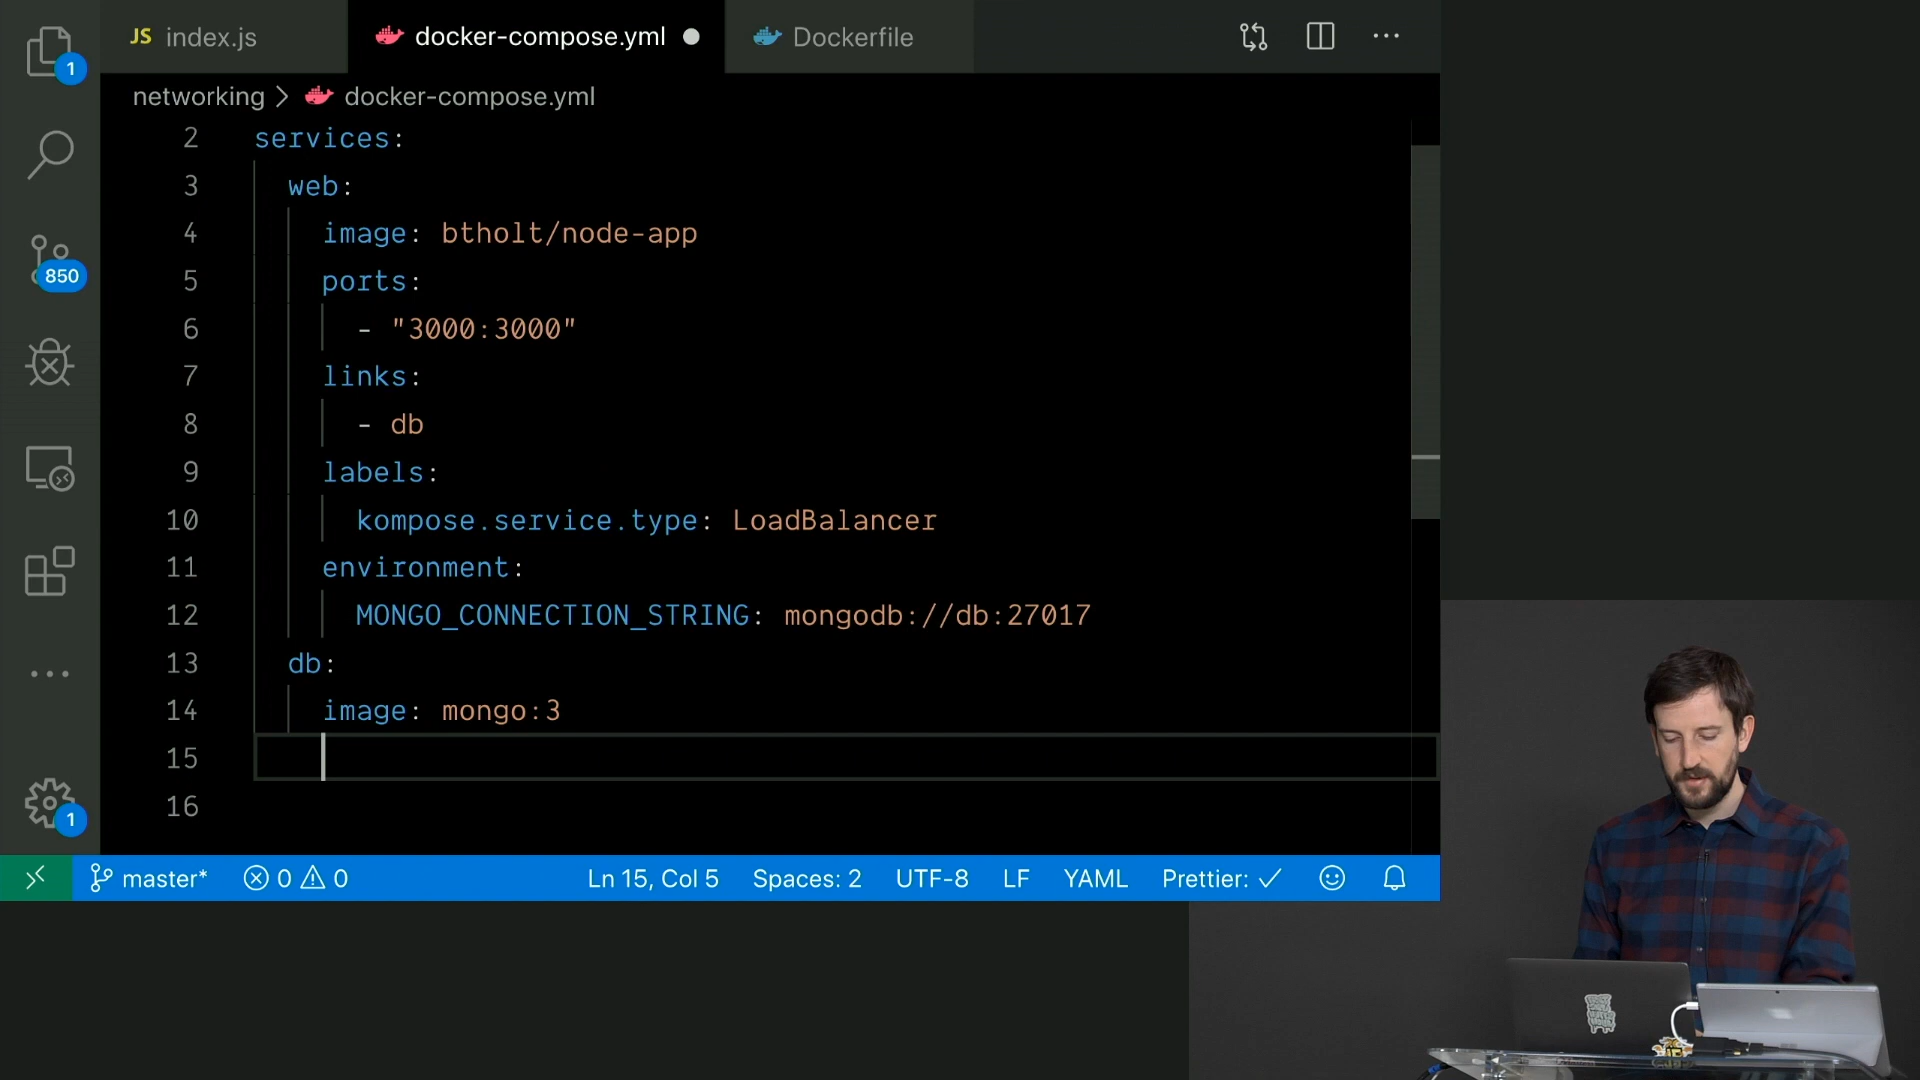 JS index.js
docker-compose.yml
Dockerfile
networking > docker-compose.yml
1
850
1
2 services:
3 web:
4 image: btholt/node-app
5 ports:
6 - "3000:3000"
7 links:
8 - db
9 labels:
10 kompose.service.type: LoadBalancer
11 environment:
12 MONGO_CONNECTION_STRING: mongodb://db:27017
13 db:
14 image: mongo:3
15
16
master* 0 0 Ln 15, Col 5 Spaces: 2 UTF-8 LF YAML Prettier: ✓